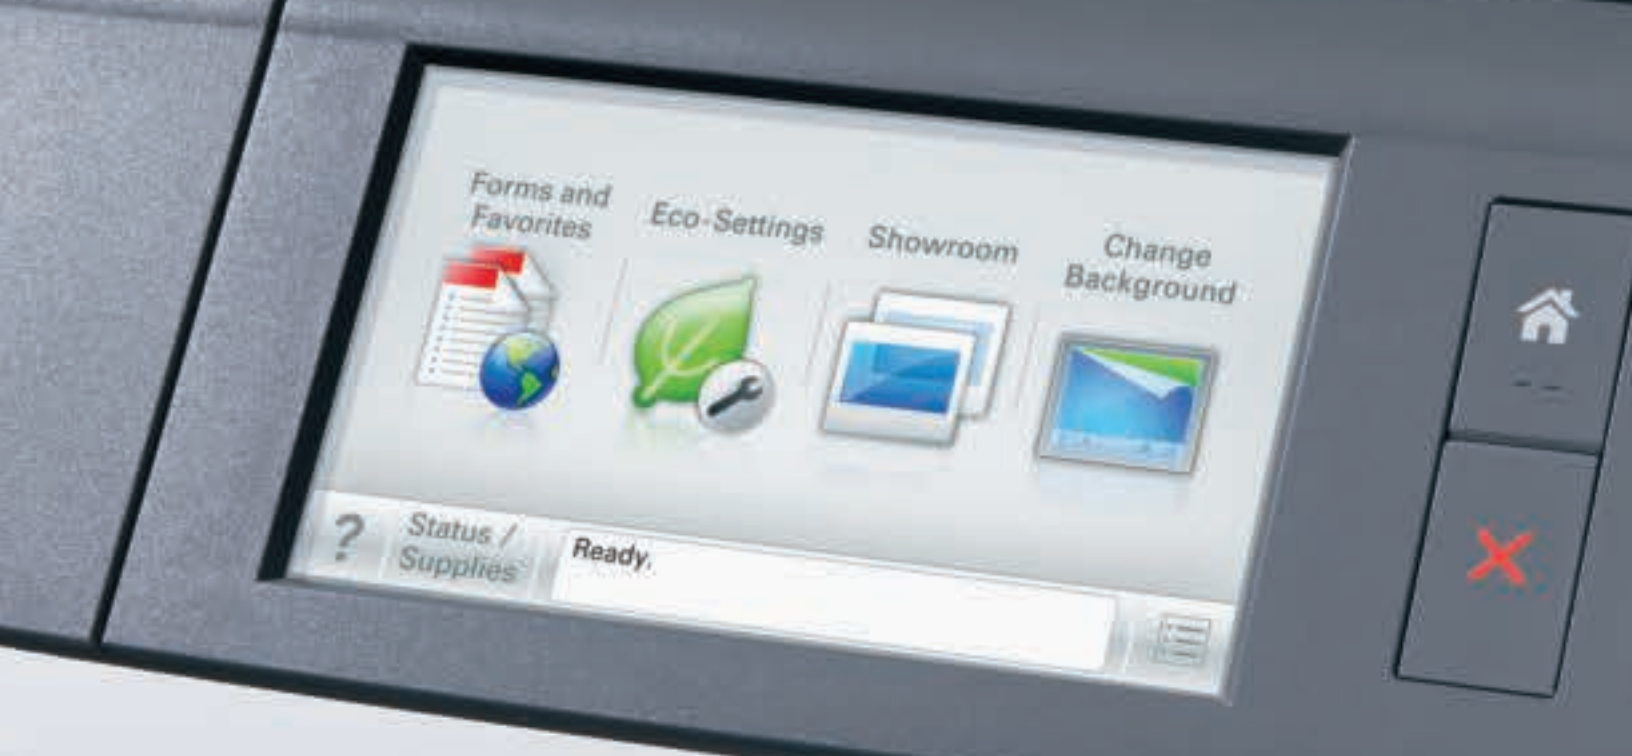 Forms and
Favorites
Eco-Settings
Showroom
Change
Background
?
Status /
Supplies
Ready.